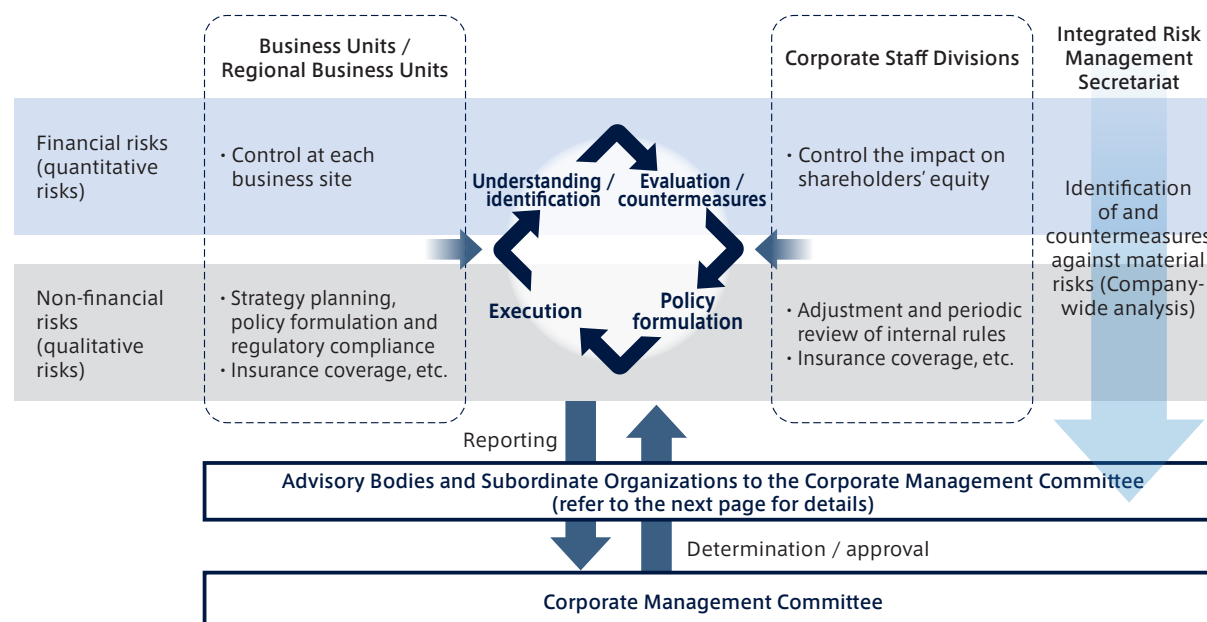 Business Units /
Regional Business Units
Corporate Staff Divisions
Integrated Risk
Management
Secretariat
Financial risks
(quantitative
risks)
・Control at each
business site
Understanding /
identification
Evaluation /
countermeasures
・Control the impact on
shareholders’ equity
Identification
of and
countermeasures
against material
risks (Company-
wide analysis)
Non-financial
risks
(qualitative
risks)
・Strategy planning,
policy formulation and
regulatory compliance
・Insurance coverage, etc.
Execution
Policy
formulation
・Adjustment and periodic
review of internal rules
・Insurance coverage, etc.
Reporting
Advisory Bodies and Subordinate Organizations to the Corporate Management Committee
(refer to the next page for details)
Determination / approval
Corporate Management Committee